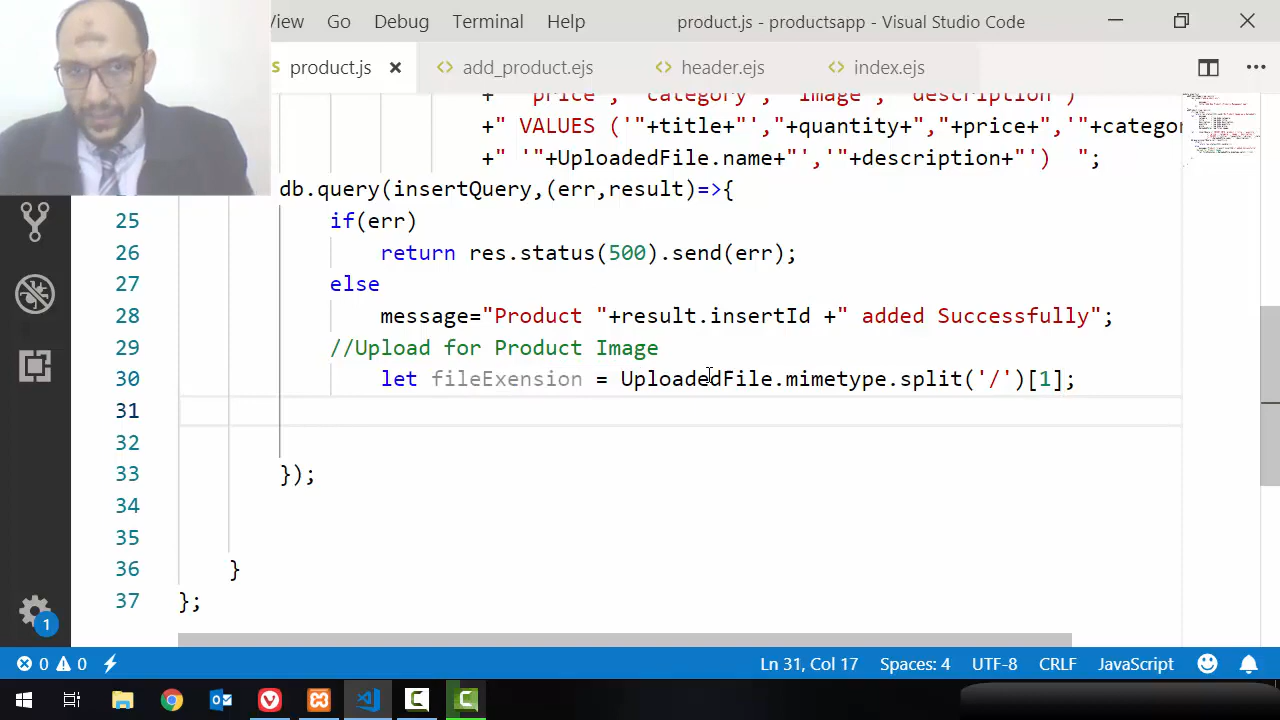 View Go Debug Terminal Help product.js - productsapp - Visual Studio Code
product.js add_product.ejs header.ejs index.ejs
+" `price`, `category`, `image`, `description`)
+" VALUES ('"+title+"',"+quantity+","+price+",'"+categor
+" '"+UploadedFile.name+"','"+description+"') ";
db.query(insertQuery,(err,result)=>{
25 if(err)
26 return res.status(500).send(err);
27 else
28 message="Product "+result.insertId +" added Successfully";
29 //Upload for Product Image
30 let fileExension = UploadedFile.mimetype.split('/')[1];
31
32
33 });
34
35
36 }
37 };
1
0 0 Ln 31, Col 17 Spaces: 4 UTF-8 CRLF JavaScript